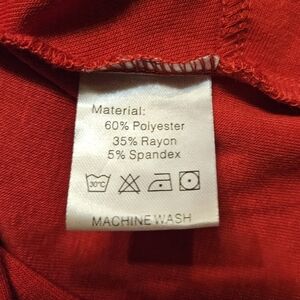 Material:
60% Polyester
35% Rayon
5% Spandex
30°C
MACHINE WASH